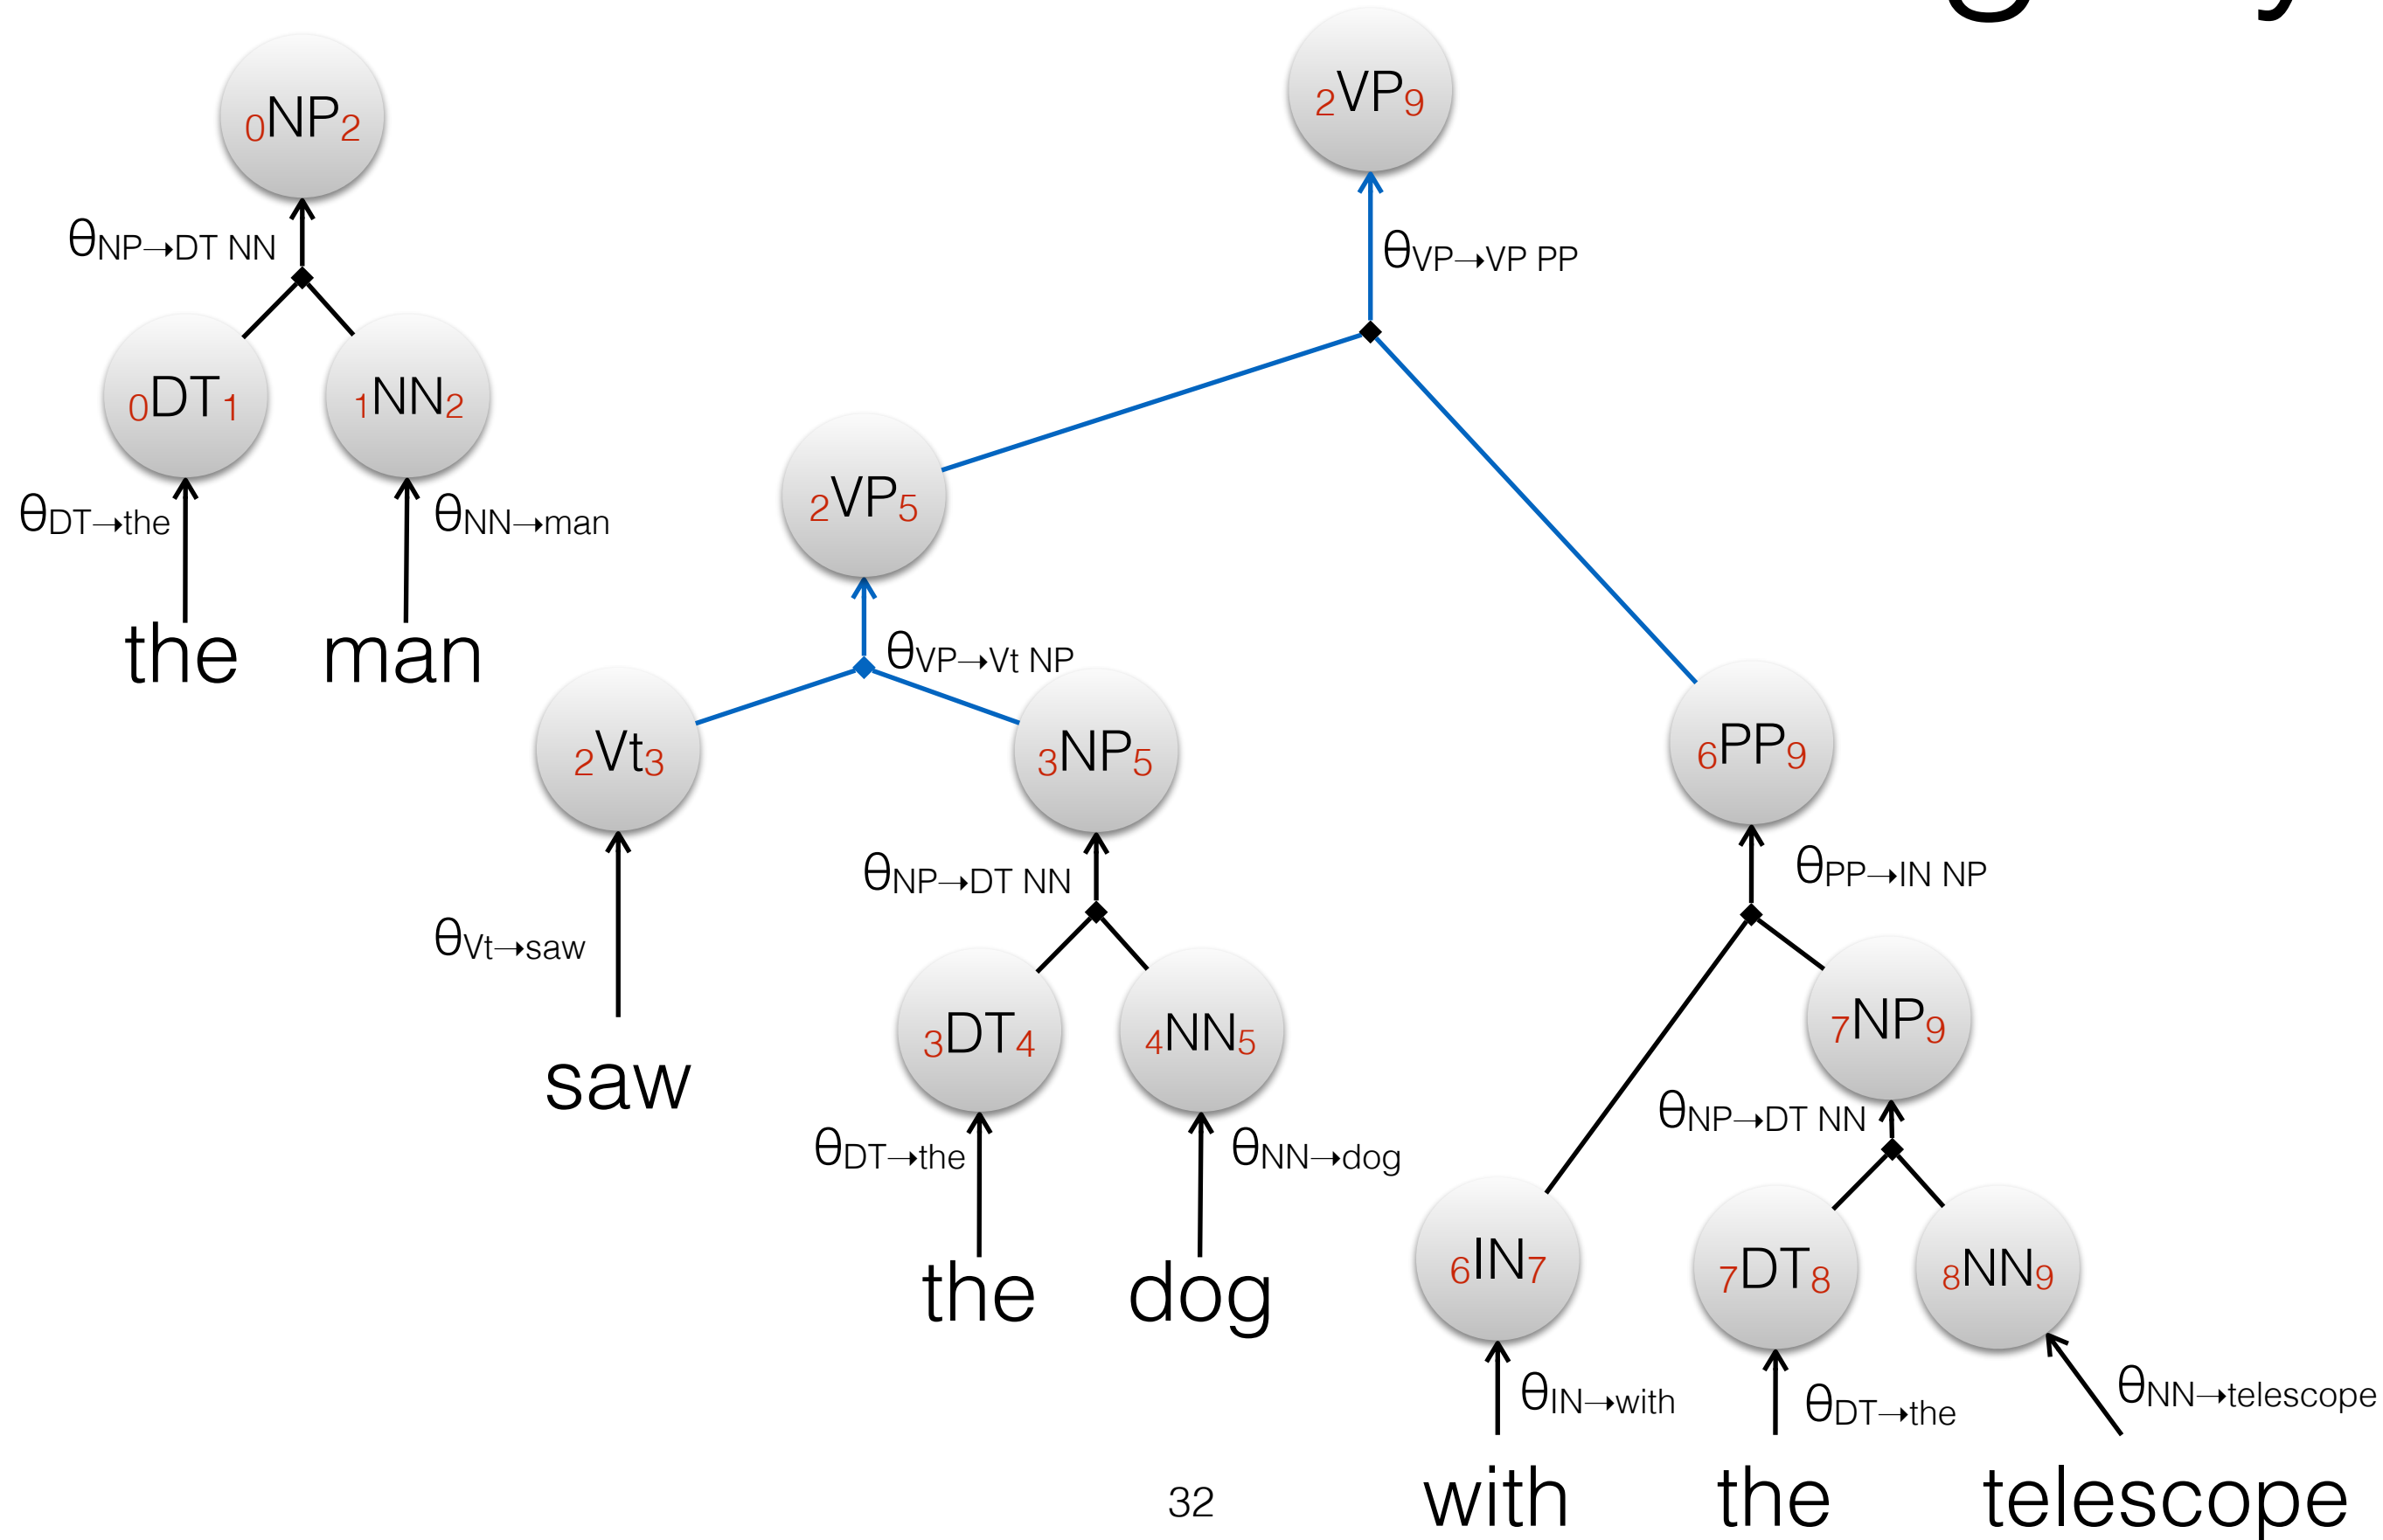 2VP9
0NP2
θNP→DT NN
θVP→VP PP
0DT1 1NN2
2VP5
θDT→the θNN→man
the man
θVP→Vt NP
2Vt3 3NP5 6PP9
θNP→DT NN θPP→IN NP
θVt→saw
3DT4 4NN5 7NP9
saw
θNP→DT NN
θDT→the θNN→dog
6IN7 7DT8 8NN9
the dog
θIN→with θDT→the θNN→telescope
with the telescope
32